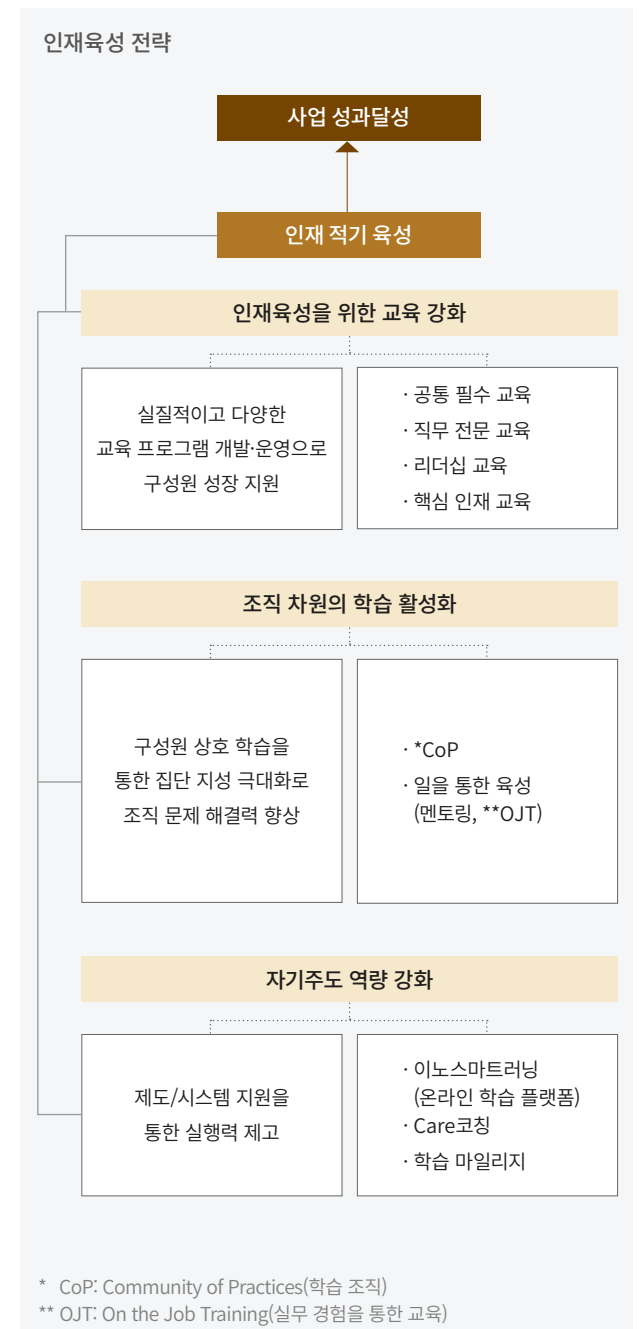 인재육성 전략
사업 성과달성
인재 적기 육성
인재육성을 위한 교육 강화
실질적이고 다양한
교육 프로그램 개발·운영으로
구성원 성장 지원
· 공통 필수 교육
· 직무 전문 교육
· 리더십 교육
· 핵심 인재 교육
조직 차원의 학습 활성화
구성원 상호 학습을
통한 집단 지성 극대화로
조직 문제 해결력 향상
· *CoP
· 일을 통한 육성
(멘토링, **OJT)
자기주도 역량 강화
제도/시스템 지원을
통한 실행력 제고
· 이노스마트러닝
(온라인 학습 플랫폼)
· Care코칭
· 학습 마일리지
* CoP: Community of Practices(학습 조직)
** OJT: On the Job Training(실무 경험을 통한 교육)